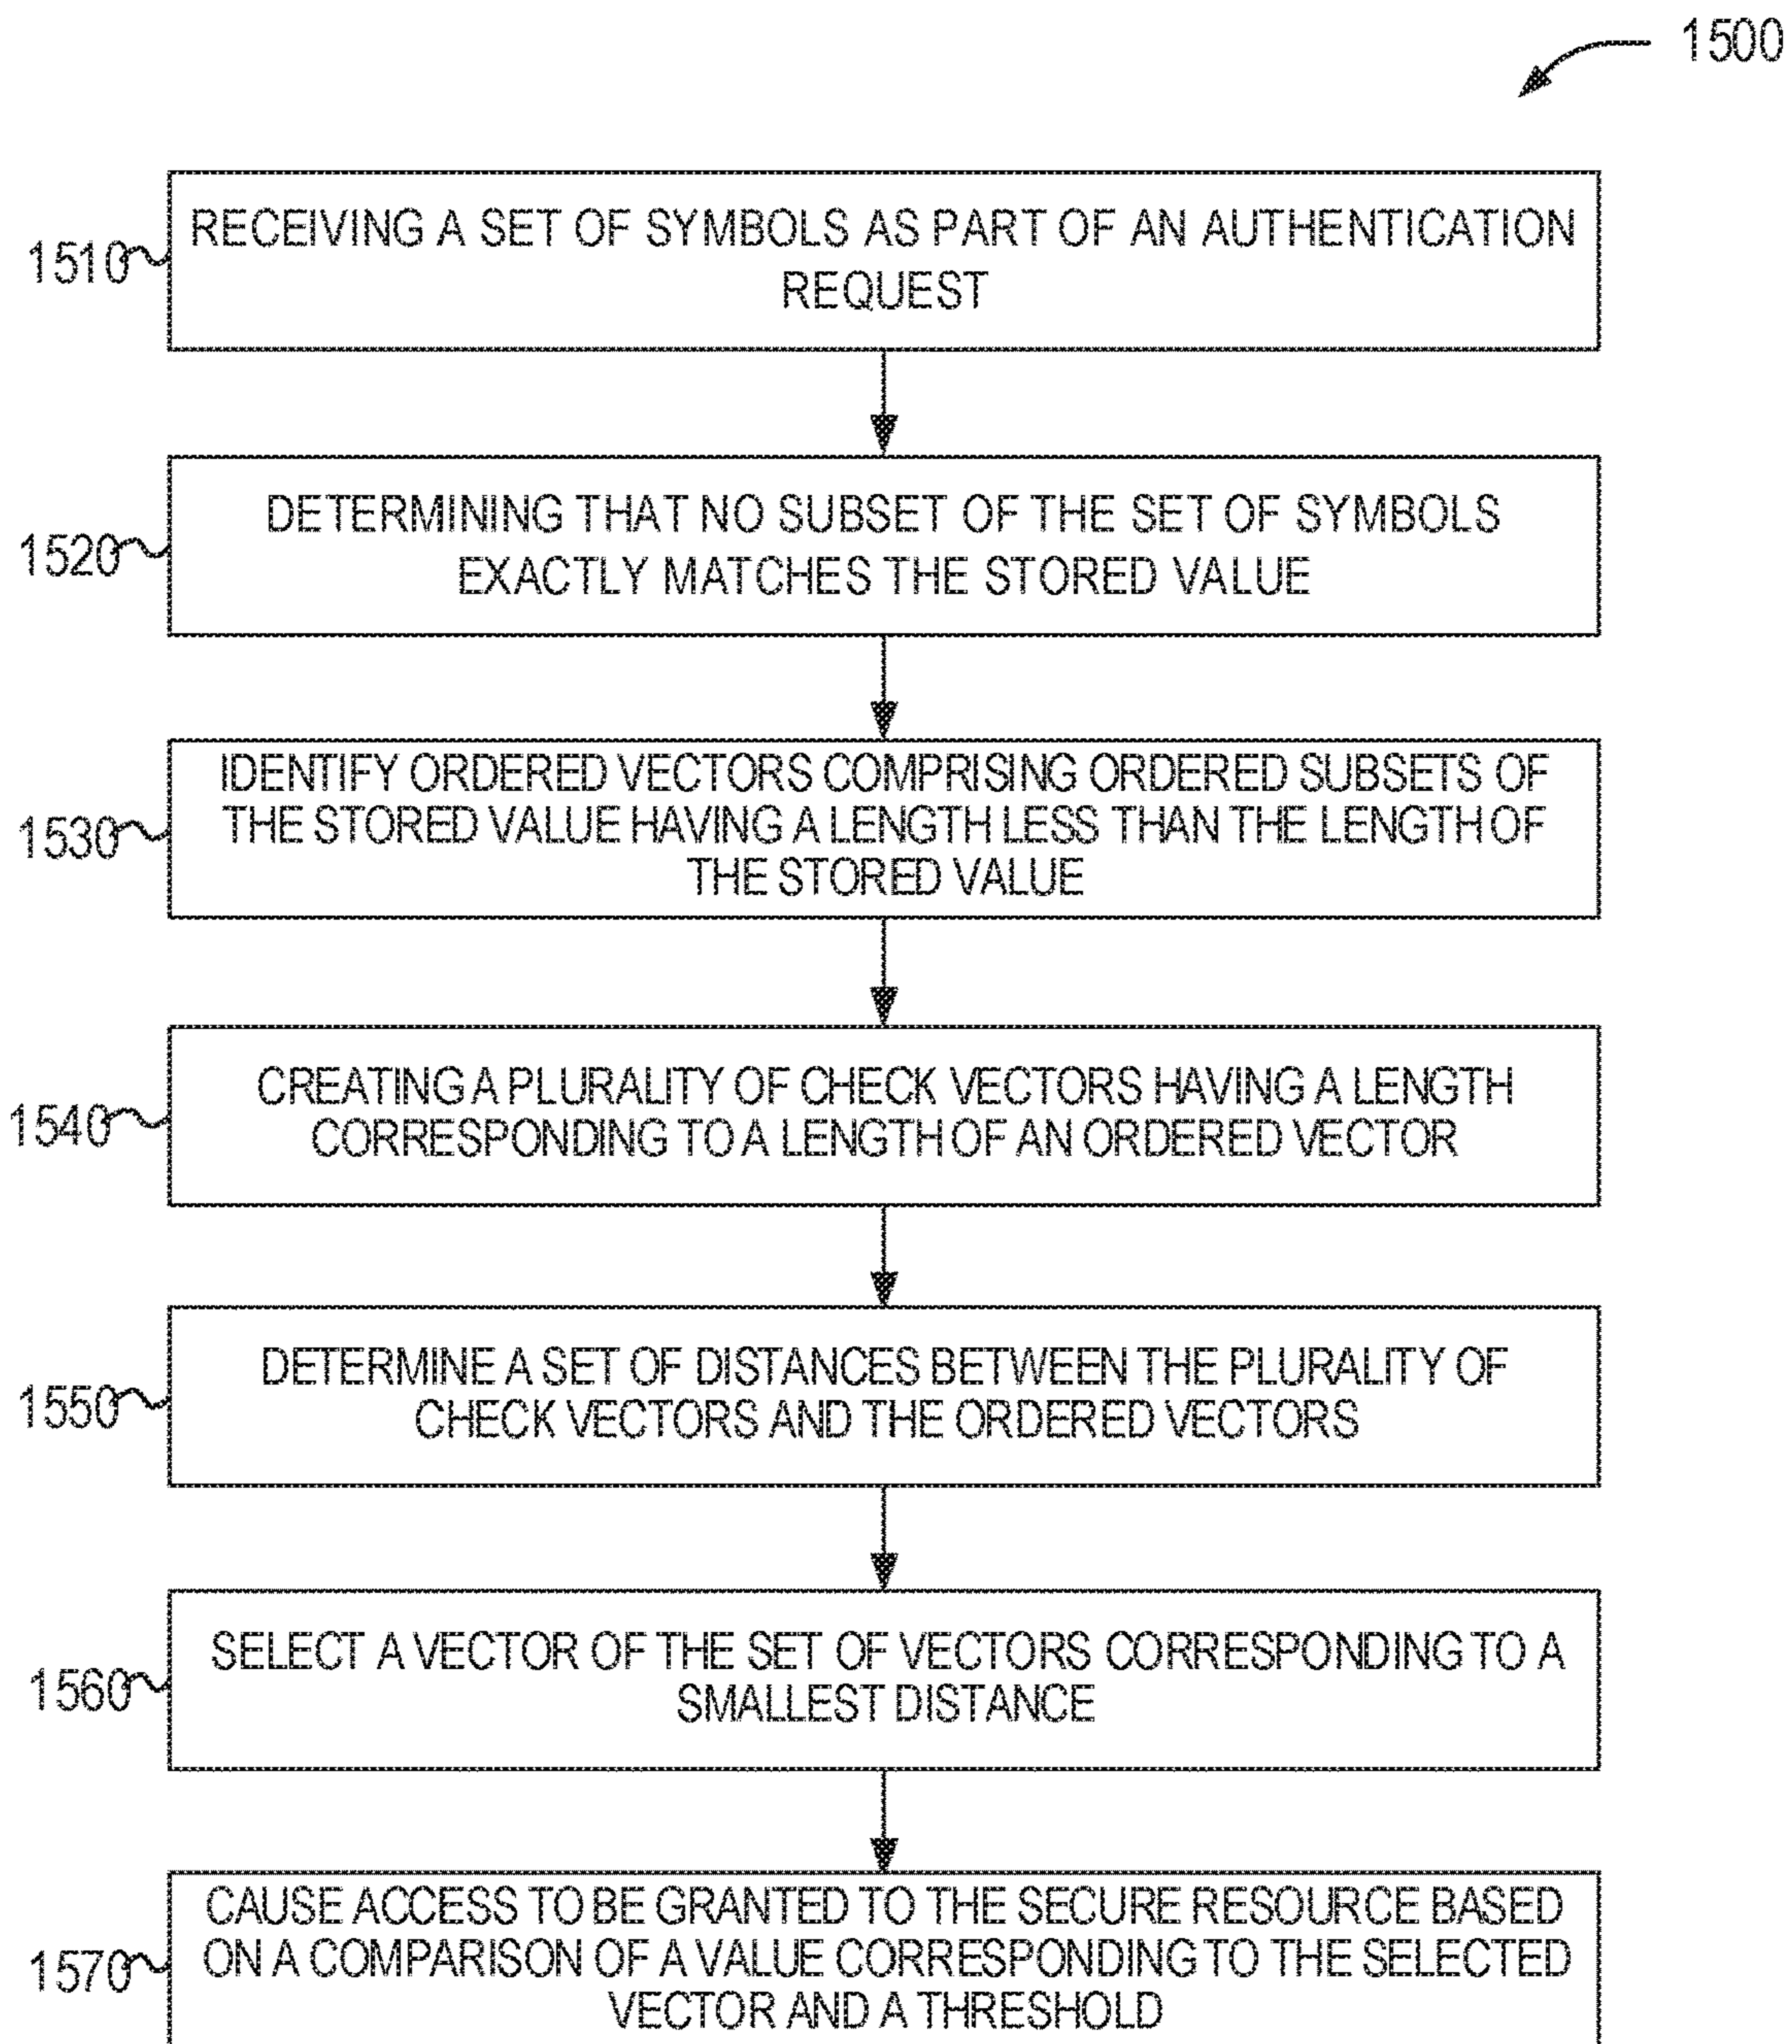 1500
1510
RECEIVING A SET OF SYMBOLS AS PART OF AN AUTHENTICATION
REQUEST
1520
DETERMINING THAT NO SUBSET OF THE SET OF SYMBOLS
EXACTLY MATCHES THE STORED VALUE
1530
IDENTIFY ORDERED VECTORS COMPRISING ORDERED SUBSETS OF
THE STORED VALUE HAVING A LENGTH LESS THAN THE LENGTH OF
THE STORED VALUE
1540
CREATING A PLURALITY OF CHECK VECTORS HAVING A LENGTH
CORRESPONDING TO A LENGTH OF AN ORDERED VECTOR
1550
DETERMINE A SET OF DISTANCES BETWEEN THE PLURALITY OF
CHECK VECTORS AND THE ORDERED VECTORS
1560
SELECT A VECTOR OF THE SET OF VECTORS CORRESPONDING TO A
SMALLEST DISTANCE
1570
CAUSE ACCESS TO BE GRANTED TO THE SECURE RESOURCE BASED
ON A COMPARISON OF A VALUE CORRESPONDING TO THE SELECTED
VECTOR AND A THRESHOLD